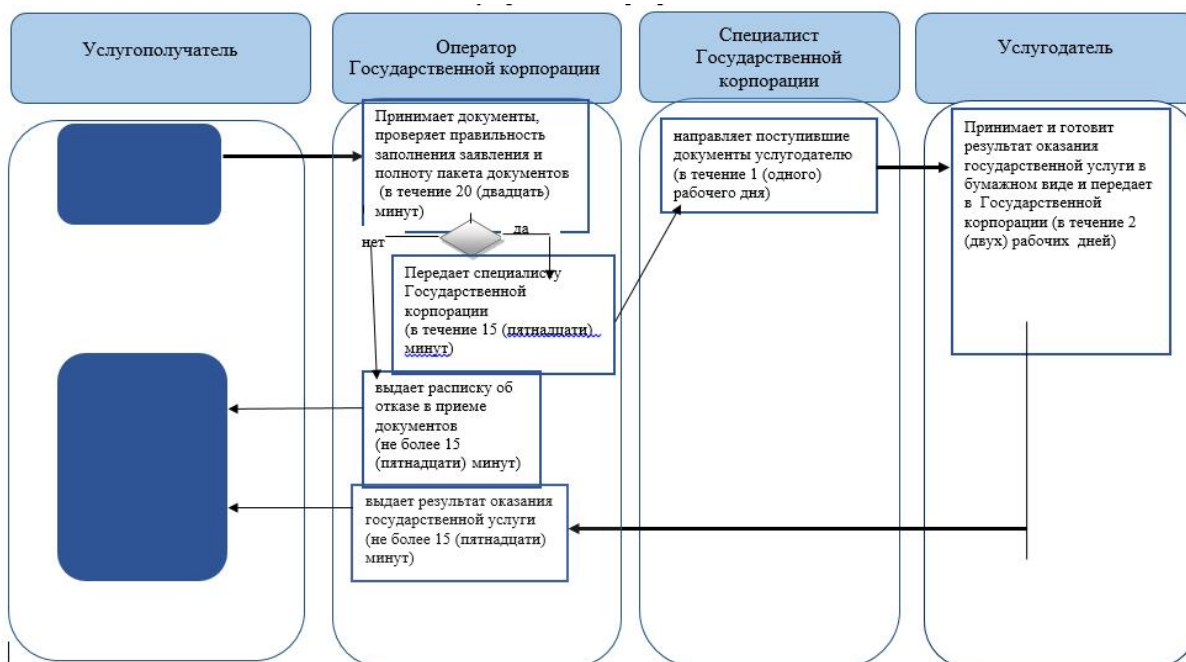 Услугополучатель
Оператор
Государственной корпорации
Специалист
Государственной
корпорации
Услугодатель
Принимает документы,
проверяет правильность
заполнения заявления и
полноту пакета документов
(в течение 20 (двадцать)
минут)
нет
да
Передает специалисту
Государственной
корпорации
(в течение 15 (пятнадцати)
минут)
выдает расписку об
отказе в приеме
документов
(не более 15
(пятнадцати) минут)
выдает результат оказания
государственной услуги
(не более 15 (пятнадцати)
минут)
направляет поступившие
документы услугодателю
(в течение 1 (одного)
рабочего дня)
Принимает и готовит
результат оказания
государственной услуги в
бумажном виде и передает
в Государственной
корпорации (в течение 2
(двух) рабочих дней)